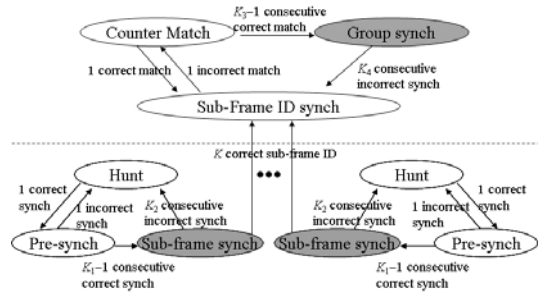 Counter Match
K3-1 consecutive
correct match
Group synch
1 correct match
1 incorrect match
K4 consecutive
incorrect synch
Sub-Frame ID synch
K correct sub-frame ID
•••
Hunt
1 correct
synch
1 incorrect
synch
K2 consecutive
incorrect synch
Pre-synch
Sub-frame synch
K1-1 consecutive
correct synch
Hunt
K2 consecutive
incorrect synch
1 incorrect
synch
1 correct
synch
Sub-frame synch
Pre-synch
K1-1 consecutive
correct synch